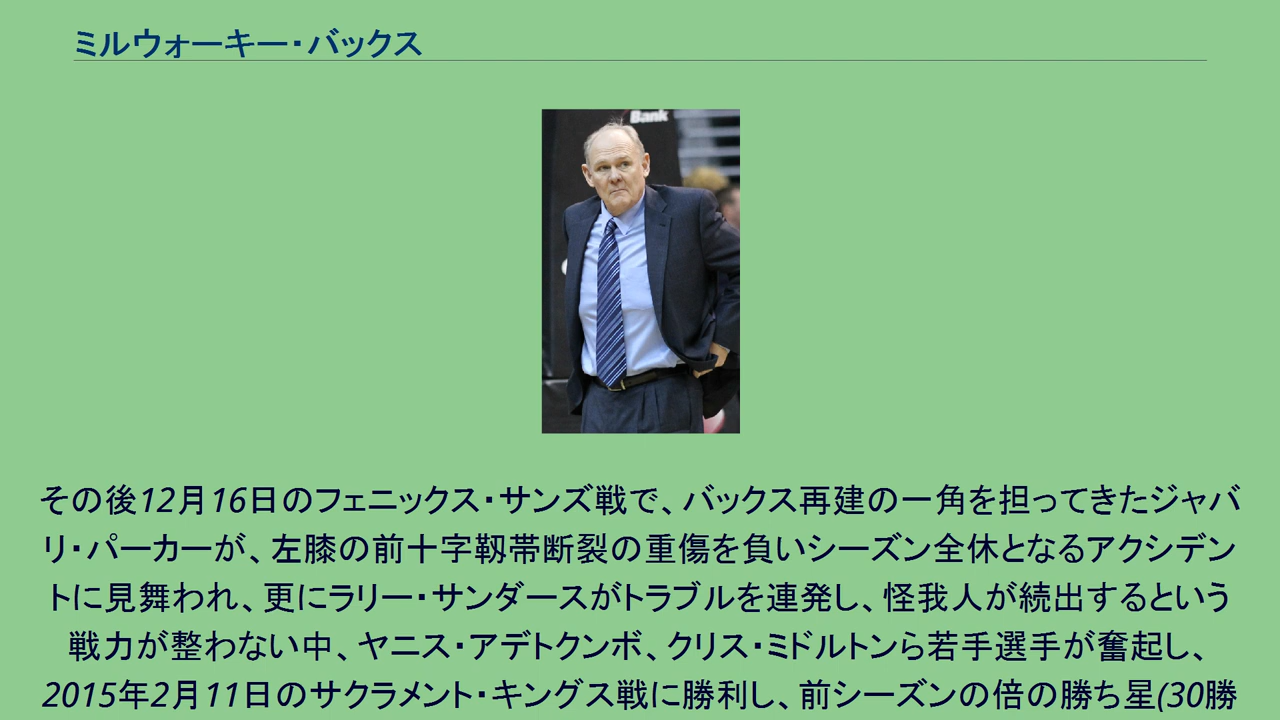 ミルウォーキー・バックス
Bank
その後12月16日のフェニックス・サンズ戦で、バックス再建の一角を担ってきたジャバ
リ・パーカーが、左膝の前十字靱帯断裂の重傷を負いシーズン全休となるアクシデン
トに見舞われ、更にラリー・サンダースがトラブルを連発し、怪我人が続出するという
戦力が整わない中、ヤニス・アデトクンボ、クリス・ミドルトンら若手選手が奮起し、
2015年2月11日のサクラメント・キングス戦に勝利し、前シーズンの倍の勝ち星(30勝